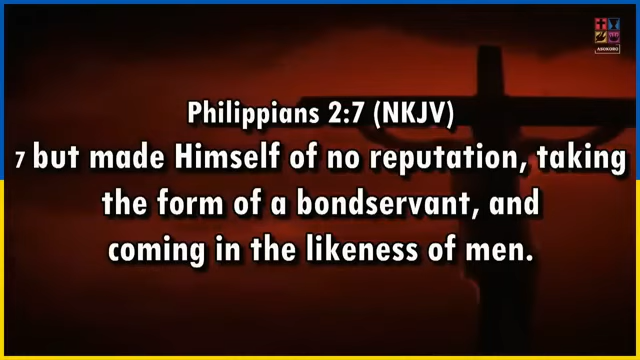 ASOKORO
Philippians 2:7 (NKJV)
7 but made Himself of no reputation, taking
the form of a bondservant, and
coming in the likeness of men.